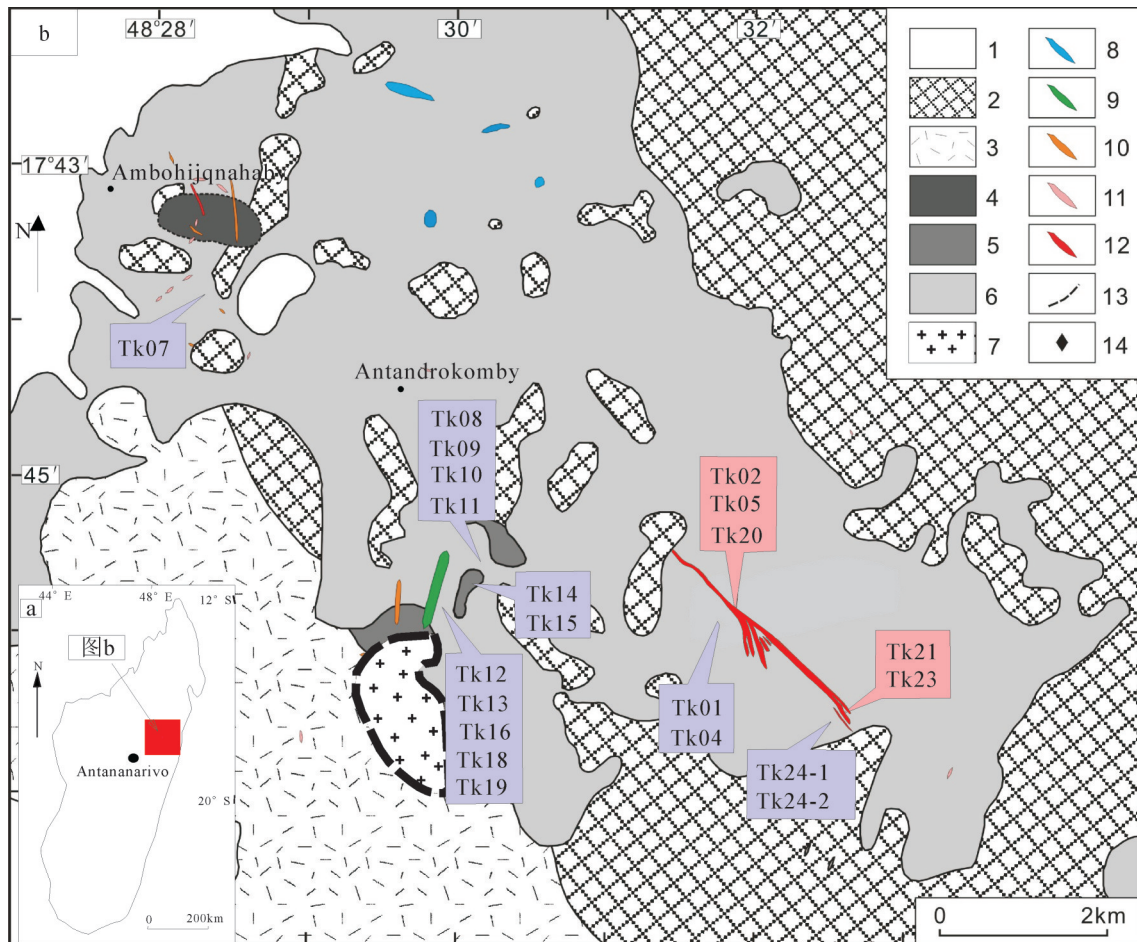 b
48°28′
30′
32′
17°43′
45′
Ambohijqnahaby
N
Tk07
Antandrokomby
Tk08
Tk09
Tk10
Tk11
Tk14
Tk15
Tk12
Tk13
Tk16
Tk18
Tk19
Tk02
Tk05
Tk20
Tk01
Tk04
Tk21
Tk23
Tk24-1
Tk24-2
1
2
3
4
5
6
7
8
9
10
11
12
13
14
0 2km
a
44° E
48° E
12° S
图b
N
Antananarivo
20° S
0 200km